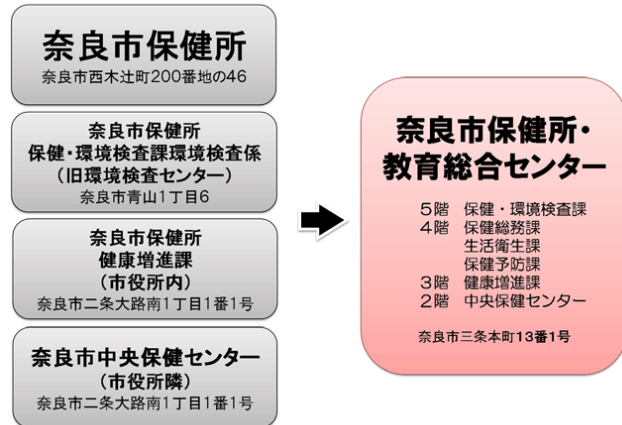 奈良市保健所
奈良市西木辻町200番地の46
奈良市保健所
保健・環境検査課環境検査係
（旧環境検査センター）
奈良市青山1丁目6
奈良市保健所
健康増進課
（市役所内）
奈良市二条大路南1丁目1番1号
奈良市中央保健センター
（市役所隣）
奈良市二条大路南1丁目1番1号
奈良市保健所・
教育総合センター
5階 保健・環境検査課
4階 保健総務課
生活衛生課
保健予防課
3階 健康増進課
2階 中央保健センター
奈良市三条本町13番1号